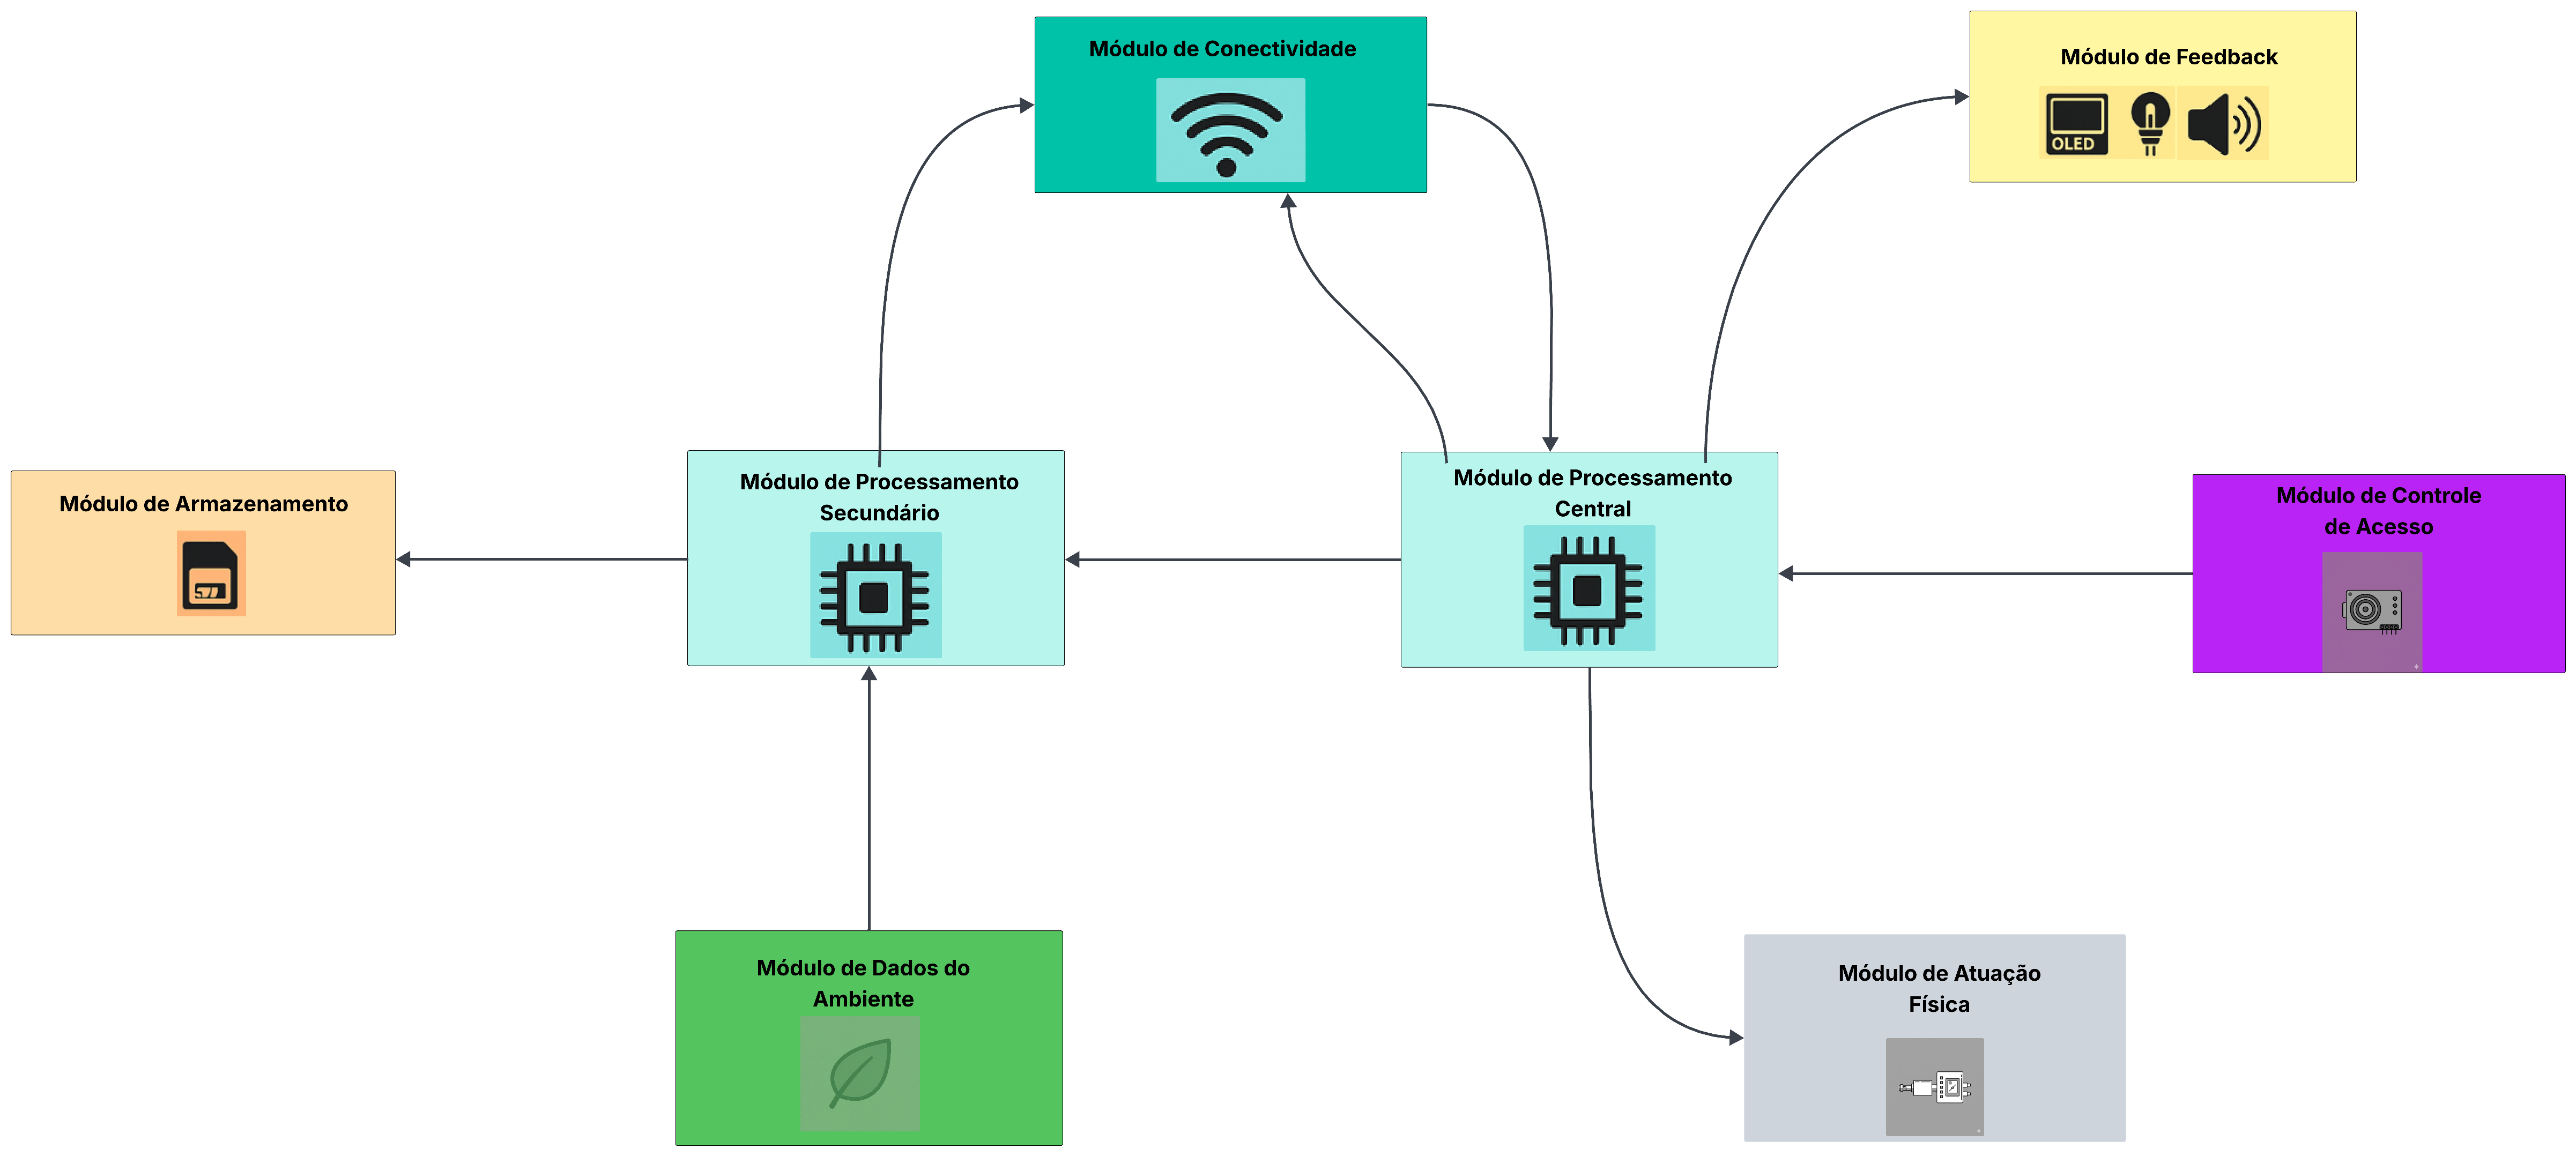 Módulo de Conectividade
Módulo de Feedback
OLED
Módulo de Armazenamento
Módulo de Processamento
Secundário
Módulo de Processamento
Central
Módulo de Controle
de Acesso
Módulo de Dados do
Ambiente
Módulo de Atuação
Física